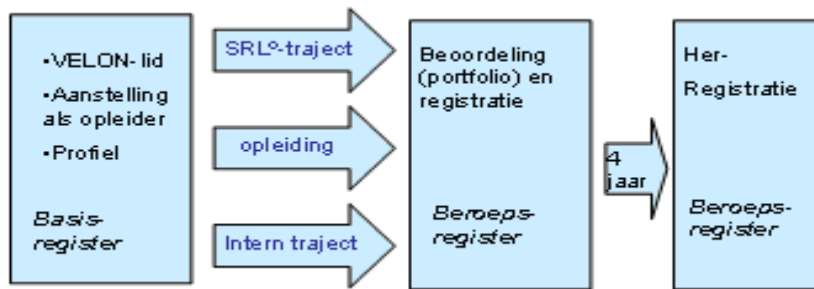 •VELON-lid
•Aanstelling
als opleider
•Profiel
Basis-
register
SRLº-traject
opleiding
Intern traject
Beoordeling
(portfolio) en
registratie
Beroeps-
register
4
jaar
Her-
Registratie
Beroeps-
register